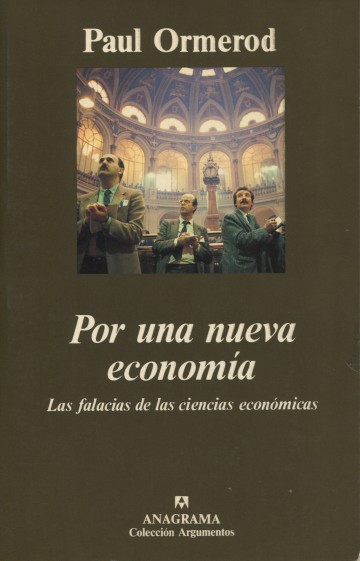 Paul Ormerod
Por una nueva
economía
Las falacias de las ciencias económicas
ANAGRAMA
Colección Argumentos